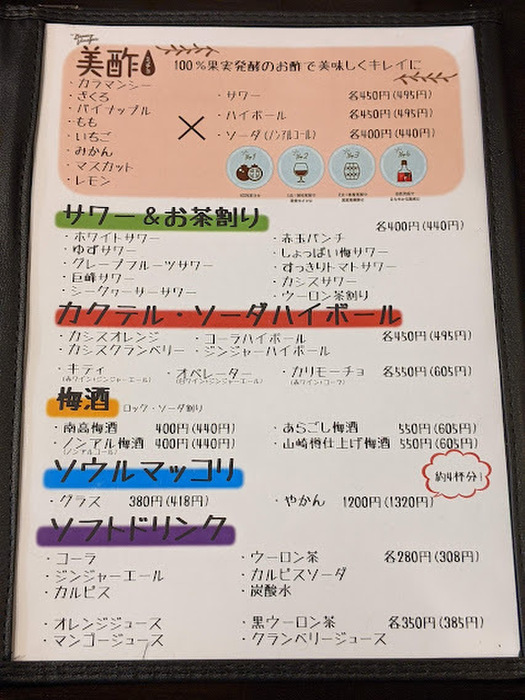 美酢
100%果実発酵のお酢で美味しくキレイに
・カラマンシー
・ざくろ
・パイナップル
・もも
・いちご
・みかん
・マスカット
・レモン
×
・サワー 各450円(495円)
・ハイボール 各450円(495円)
・ソーダ(ノンアルコール) 各400円(440円)
サワー&お茶割り
各400円(440円)
・ホワイトサワー ・赤玉パンチ
・ゆずサワー ・しょっぱい梅サワー
・グレープフルーツサワー ・すっきりトマトサワー
・巨峰サワー ・カシスサワー
・シークヮーサーサワー ・ウーロン茶割り
カクテル・ソーダハイボール
・カシスオレンジ ・コーラハイボール 各450円(495円)
・カシスクランベリー ・ジンジャーハイボール
・キティ ・オペレーター ・カリモーチョ 各550円(605円)
(赤ワイン+ジンジャーエール) (白ワイン+ジンジャーエール) (赤ワイン+コーラ)
梅酒 ロック・ソーダ割り
・南高梅酒 400円(440円) ・あらごし梅酒 550円(605円)
・ノンアル梅酒 400円(440円) ・山崎樽仕上げ梅酒 550円(605円)
(ノンアルコール)
ソウルマッコリ
約4杯分!
・グラス 380円(418円) ・やかん 1200円(1320円)
ソフトドリンク
・コーラ ・ウーロン茶 各280円(308円)
・ジンジャーエール ・カルピスソーダ
・カルピス ・炭酸水
・オレンジジュース ・黒ウーロン茶 各350円(385円)
・マンゴージュース ・クランベリージュース